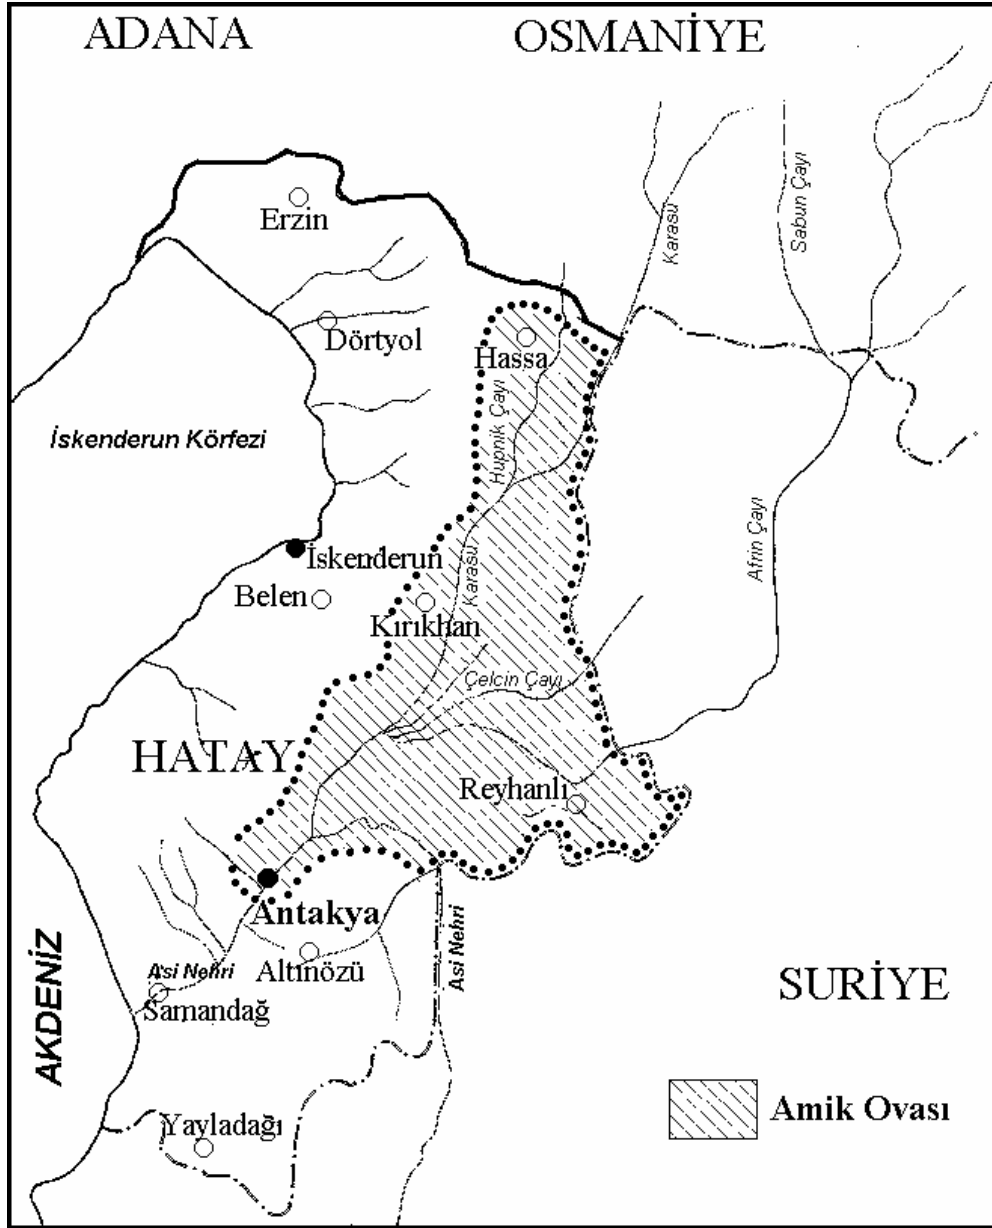 ADANA
OSMANİYE
Karasu
Sabun Çayı
Erzin
Dörtyol
Hassa
Hupnik Çayı
İskenderun Körfezi
Afrin Çayı
İskenderun
Belen
Karasu
Kırıkhan
Çelcin Çayı
HATAY
Reyhanlı
Antakya
Asi Nehri
Altınözü
Asi Nehri
Samandağ
AKDENİZ
SURİYE
Amik Ovası
Yayladağı